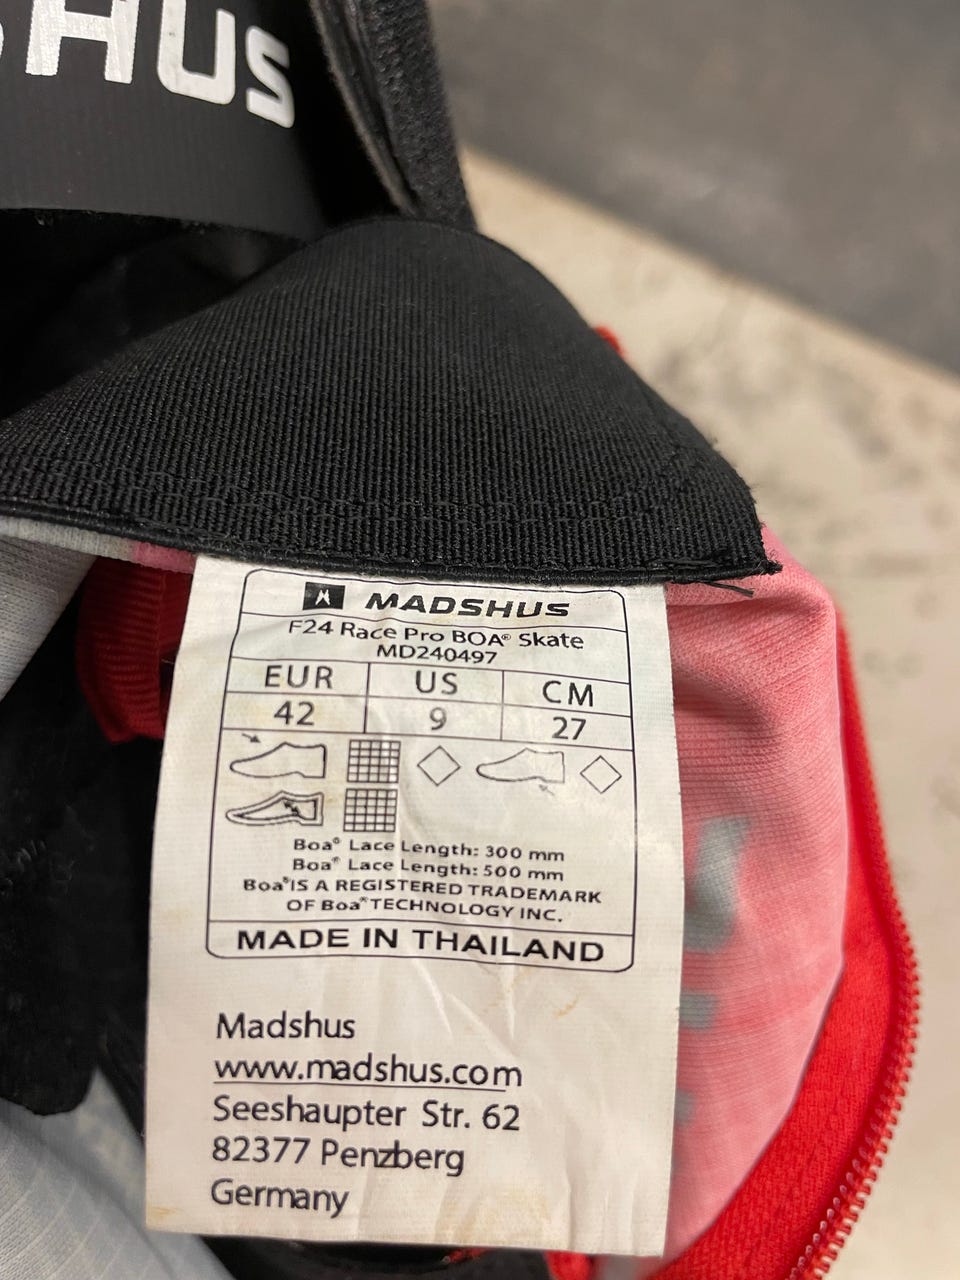 SHUS
MADSHUS
F24 Race Pro BOA® Skate
MD240497
EUR US CM
42 9 27
Boa® Lace Length: 300 mm
Boa® Lace Length: 500 mm
Boa®IS A REGISTERED TRADEMARK
OF Boa®TECHNOLOGY INC.
MADE IN THAILAND
Madshus
www.madshus.com
Seeshaupter Str. 62
82377 Penzberg
Germany